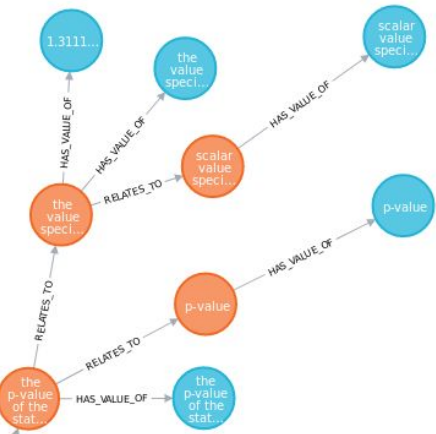 scalar
value
speci...
1.3111...
the
value
speci...
HAS_VALUE_OF
HAS_VALUE_OF
HAS_VALUE_OF
scalar
value
speci...
RELATES_TO
the
value
speci...
p-value
HAS_VALUE_OF
RELATES_TO
p-value
RELATES_TO
the
p-value
of the
stat...
HAS_VALUE_OF
the
p-value
of the
stat...